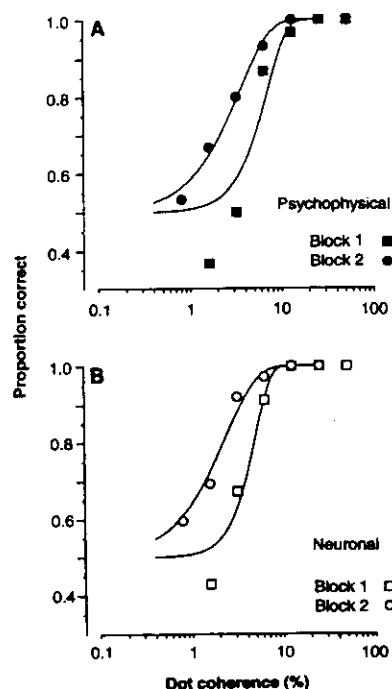 A
1.0
0.8
0.6
0.4
Psychophysical
Block 1
Block 2
0.1 1 10 100
Proportion correct
B
1.0
0.8
0.6
0.4
Neuronal
Block 1
Block 2
0.1 1 10 100
Dot coherence (%)